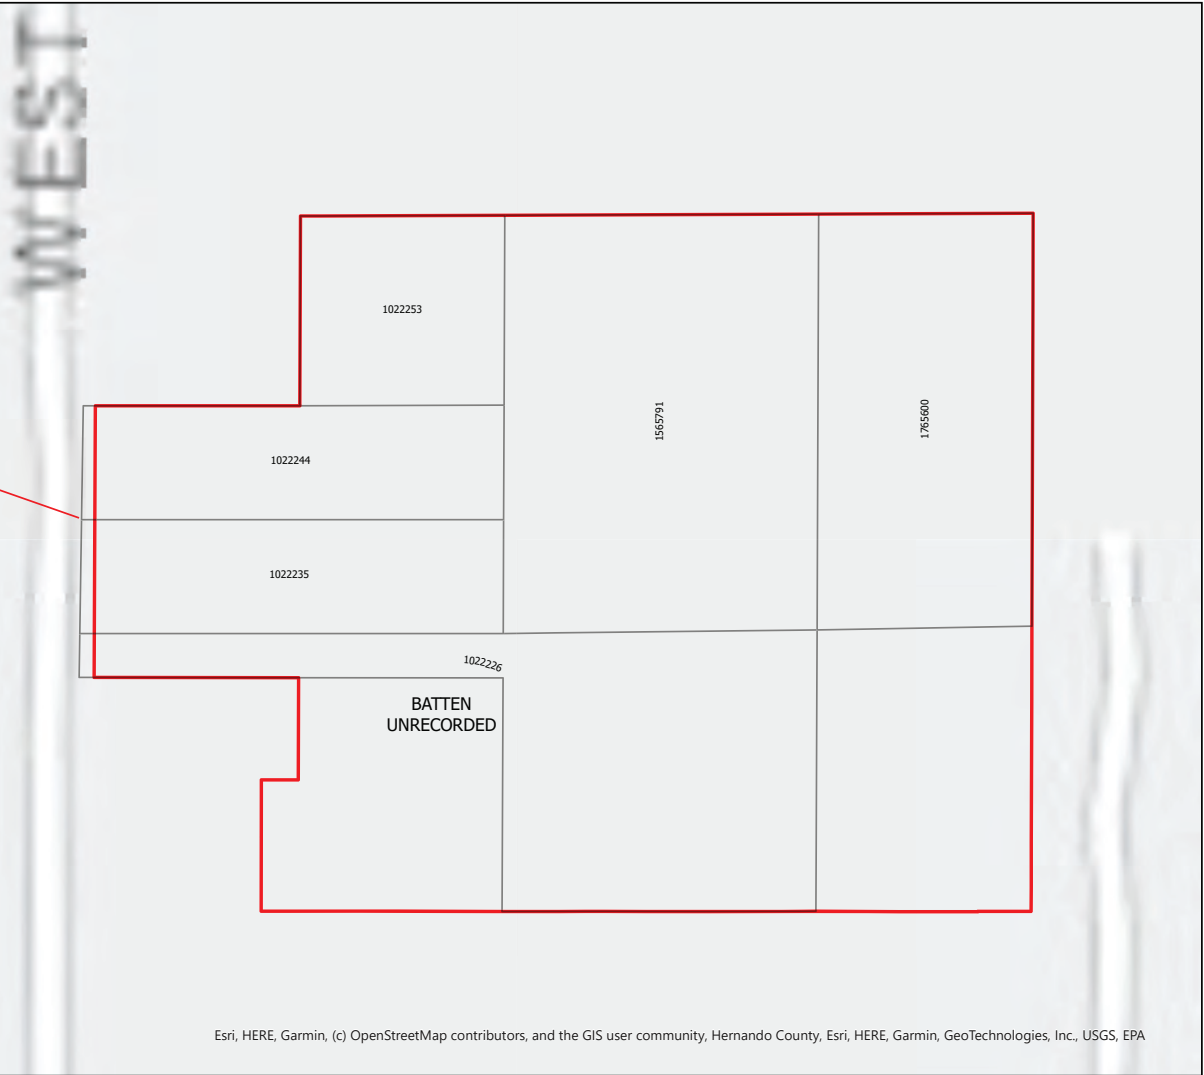 WEST
1022253
1022244
1565791
1765600
1022235
1022226
BATTEN
UNRECORDED
Esri, HERE, Garmin, (c) OpenStreetMap contributors, and the GIS user community, Hernando County, Esri, HERE, Garmin, GeoTechnologies, Inc., USGS, EPA